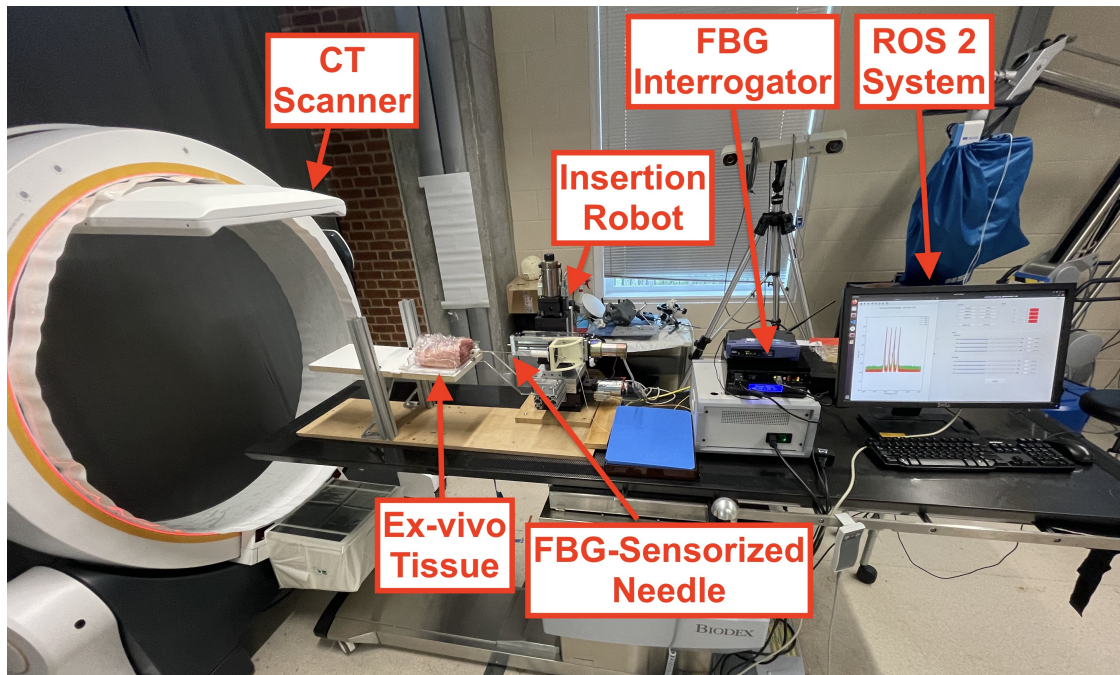 CT
Scanner
FBG
Interrogator
ROS 2
System
Insertion
Robot
Ex-vivo
Tissue
FBG-Sensorized
Needle
BIODEX